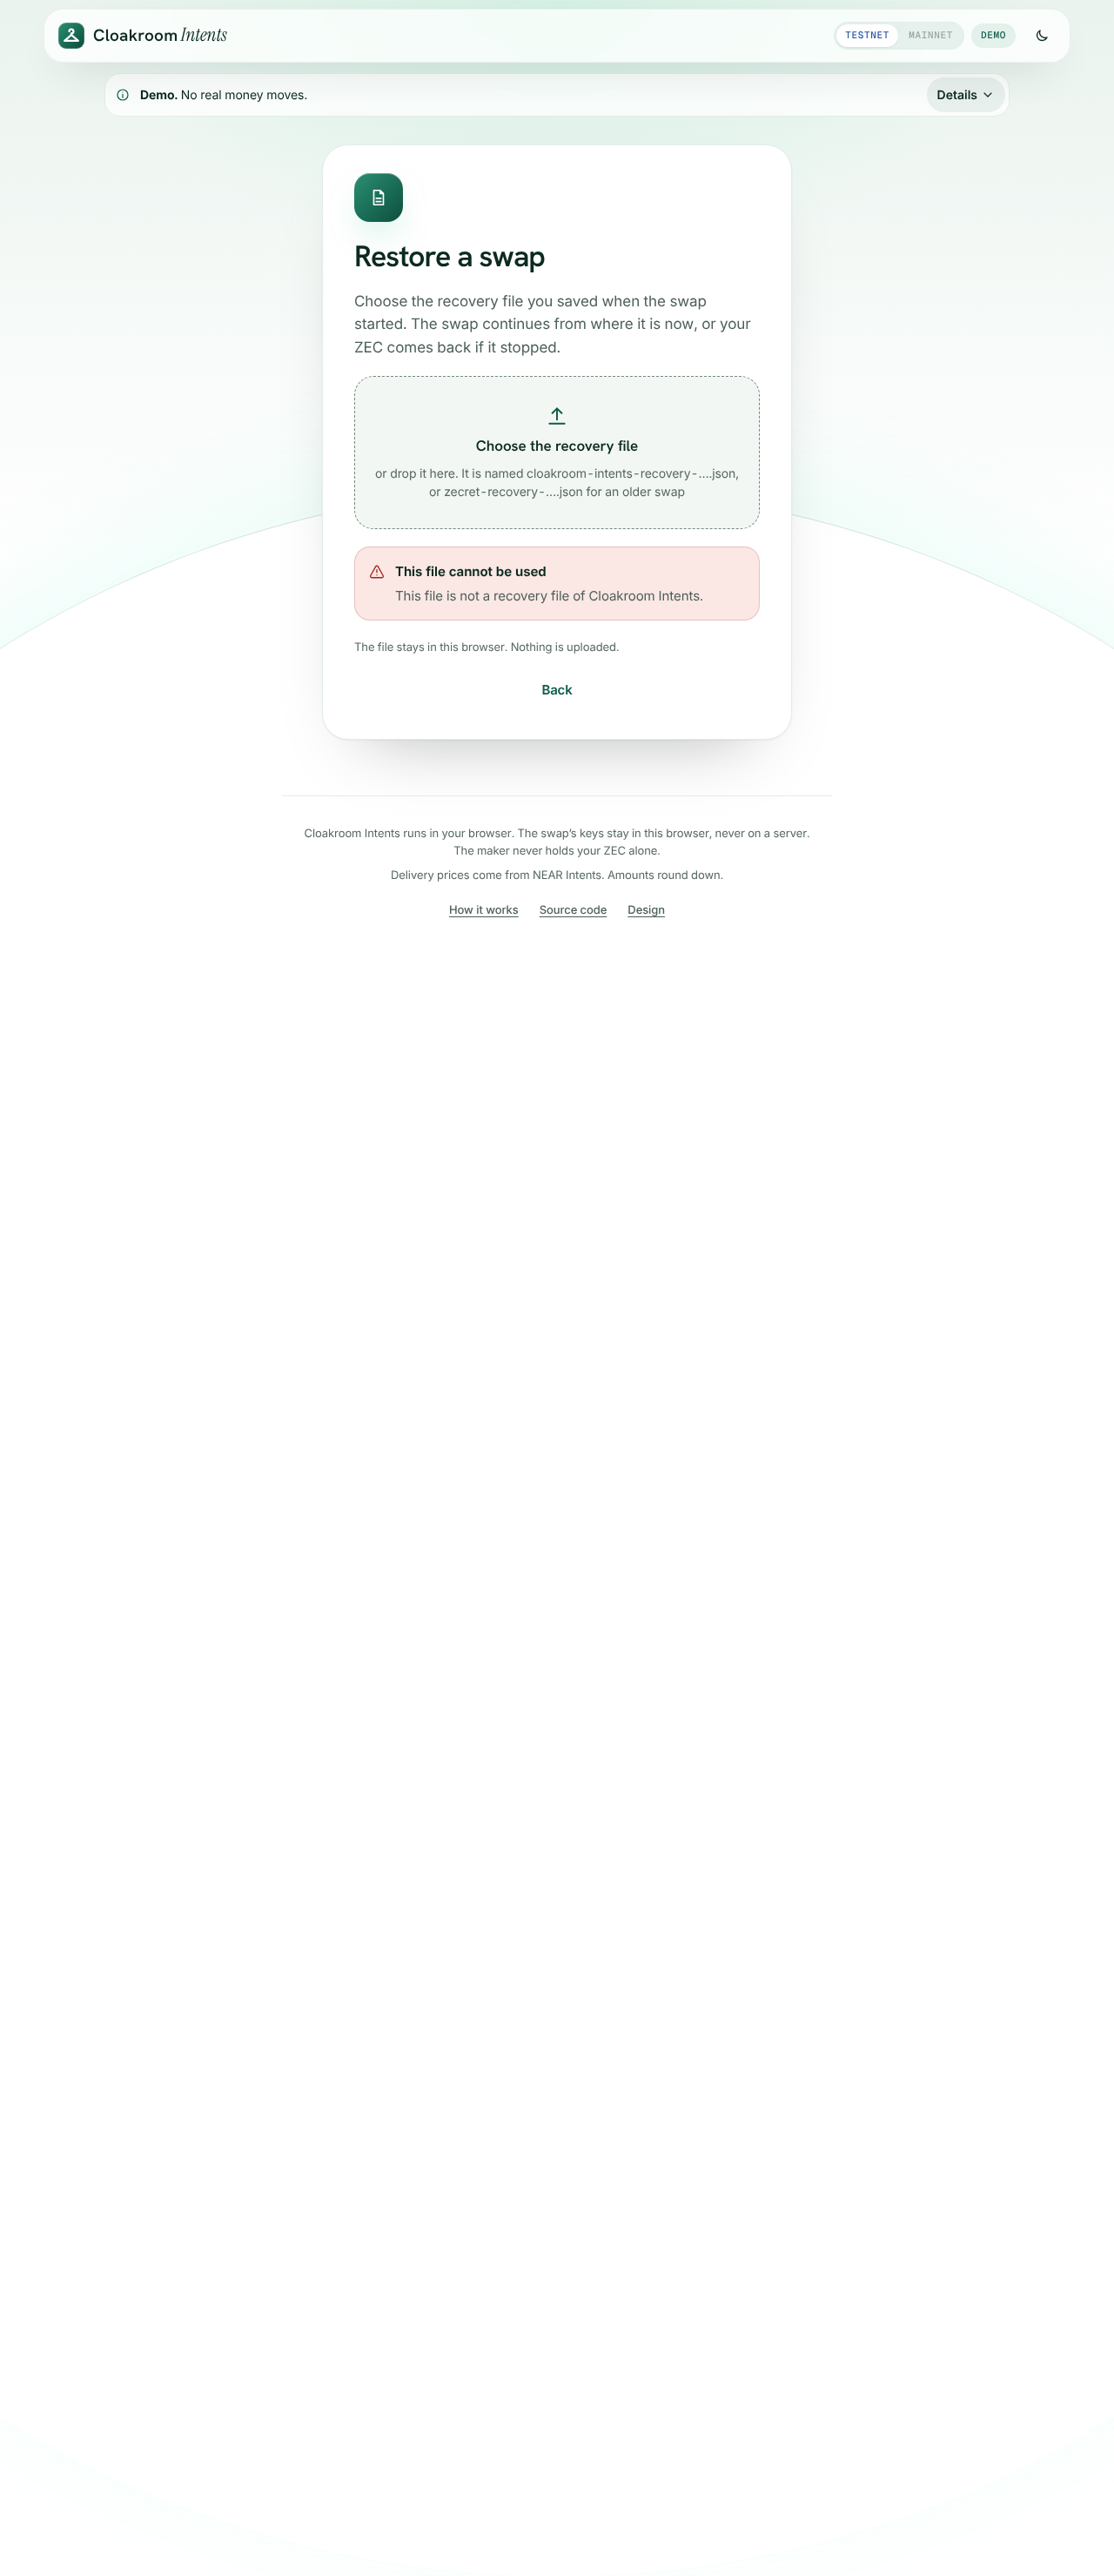 Cloakroom Intents
TESTNET MAINNET DEMO
Demo. No real money moves.
Details
Restore a swap
Choose the recovery file you saved when the swap
started. The swap continues from where it is now, or your
ZEC comes back if it stopped.
Choose the recovery file
or drop it here. It is named cloakroom-intents-recovery-....json,
or zecret-recovery-....json for an older swap
This file cannot be used
This file is not a recovery file of Cloakroom Intents.
The file stays in this browser. Nothing is uploaded.
Back
Cloakroom Intents runs in your browser. The swap’s keys stay in this browser, never on a server.
The maker never holds your ZEC alone.
Delivery prices come from NEAR Intents. Amounts round down.
How it works Source code Design